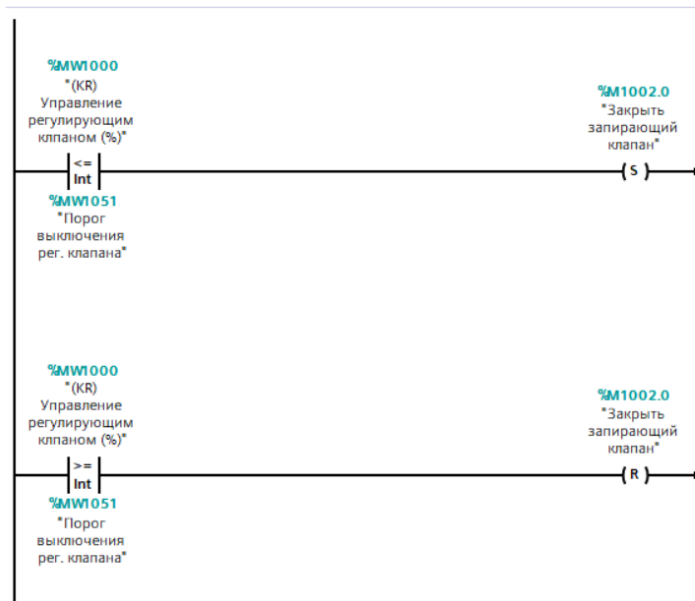 %MW1000
"(KR)
Управление
регулирующим
клпаном (%)"
%M1002.0
"Закрыть
запирающий
клапан"
<=
Int
S
%MW1051
"Порог
выключения
рег. клапана"
%MW1000
"(KR)
Управление
регулирующим
клпаном (%)"
%M1002.0
"Закрыть
запирающий
клапан"
>=
Int
R
%MW1051
"Порог
выключения
рег. клапана"